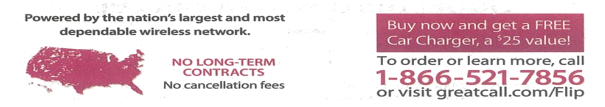 Powered by the nation's largest and most
dependable wireless network.
NO LONG-TERM
CONTRACTS
No cancellation fees
Buy now and get a FREE
Car Charger, a $25 value!
To order or learn more, call
1-866-521-7856
or visit greatcall.com/Flip